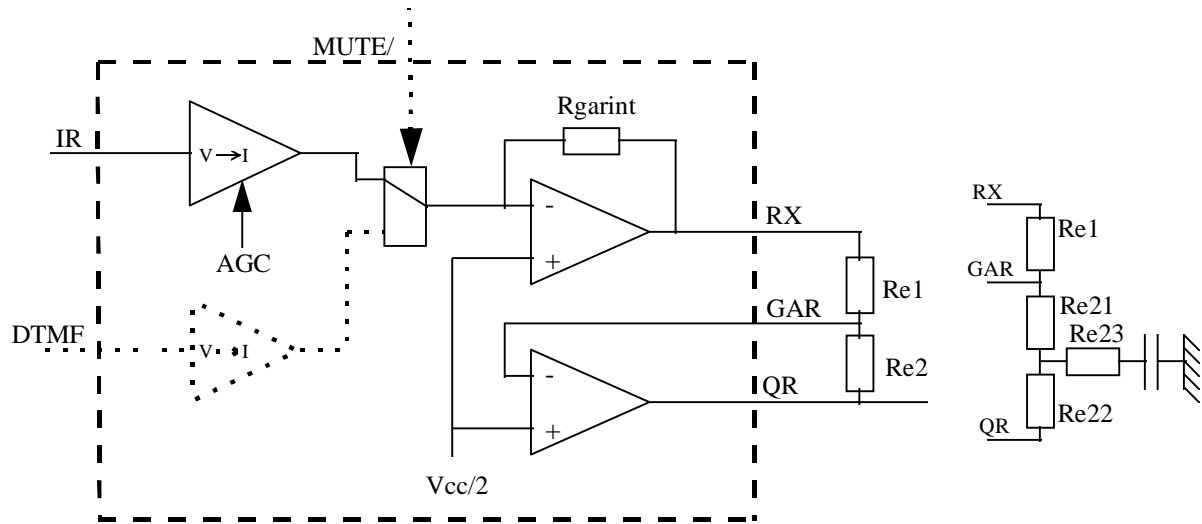 MUTE/
Rgarint
IR
V → I
AGC
-
+
RX
Re1
GAR
Re2
DTMF
V → I
-
+
QR
Vcc/2
RX
Re1
GAR
Re21
Re23
Re22
QR